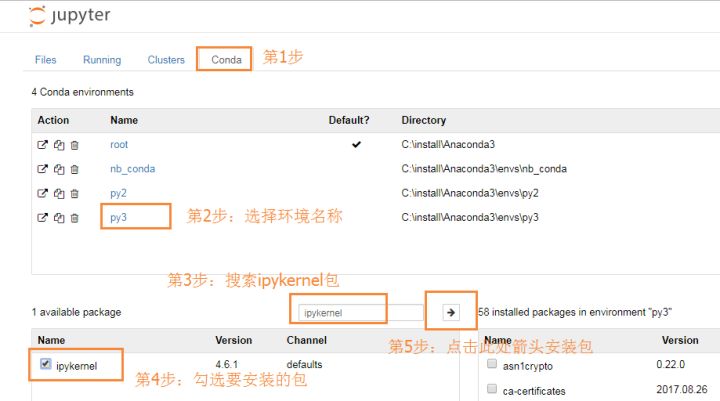 jupyter
Files Running Clusters Conda 第1步
4 Conda environments
Action Name Default? Directory
root C:\install\Anaconda3
nb_conda C:\install\Anaconda3\envs\nb_conda
py2 C:\install\Anaconda3\envs\py2
py3 第2步：选择环境名称 C:\install\Anaconda3\envs\py3
第3步：搜索ipykernel包
1 available package ipykernel 58 installed packages in environment "py3"
Name Version Channel Name Version
第5步：点击此处箭头安装包
ipykernel 4.6.1 defaults asn1crypto 0.22.0
第4步：勾选要安装的包
ca-certificates 2017.08.26